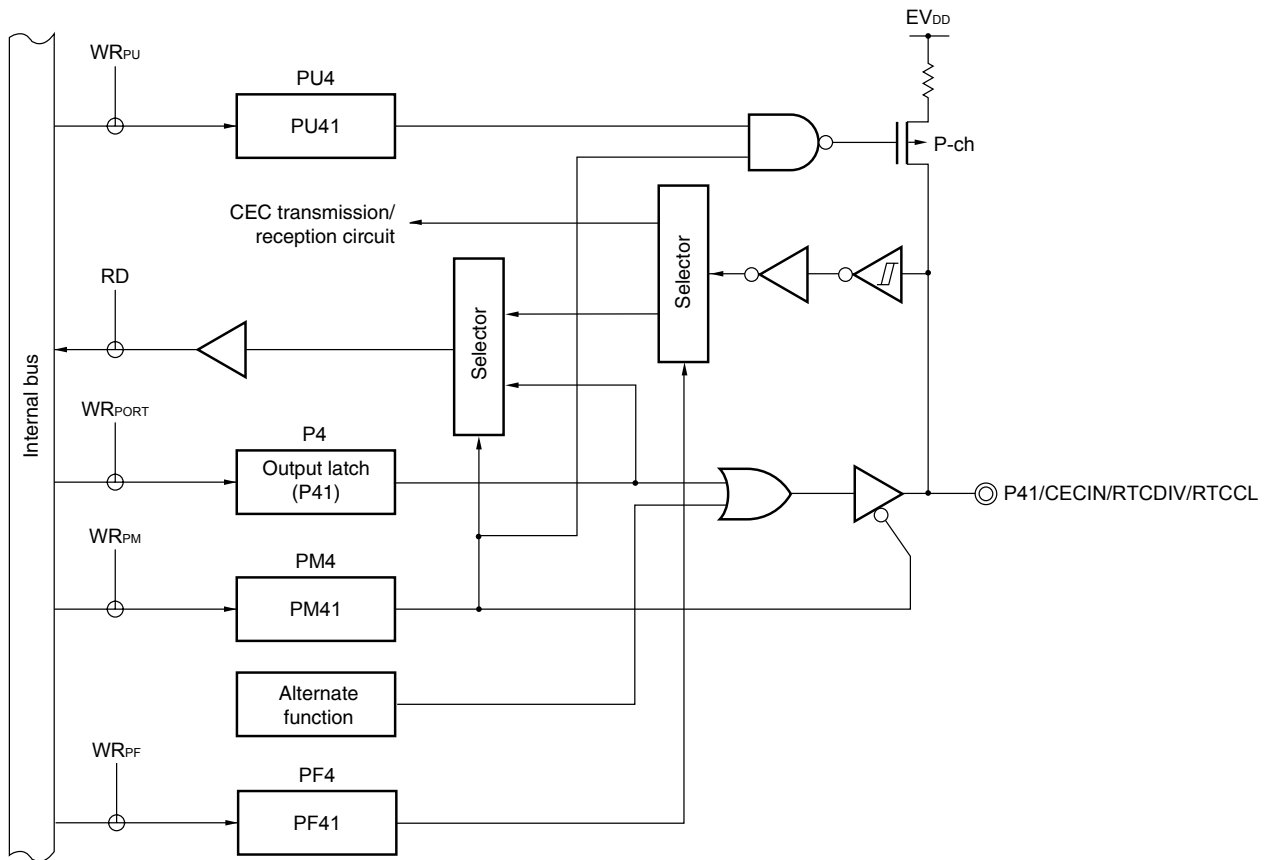 EVDD
WRPU
PU4
PU41
P-ch
CEC transmission/
reception circuit
Selector
RD
Selector
Internal bus
WRPORT
P4
Output latch
(P41)
P41/CECIN/RTCDIV/RTCCL
WRPM
PM4
PM41
Alternate
function
WRPF
PF4
PF41